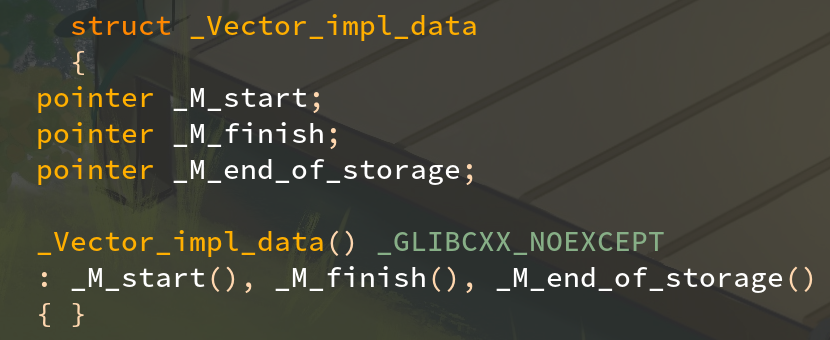 struct _Vector_impl_data
{
pointer _M_start;
pointer _M_finish;
pointer _M_end_of_storage;
_Vector_impl_data() _GLIBCXX_NOEXCEPT
: _M_start(), _M_finish(), _M_end_of_storage()
{ }